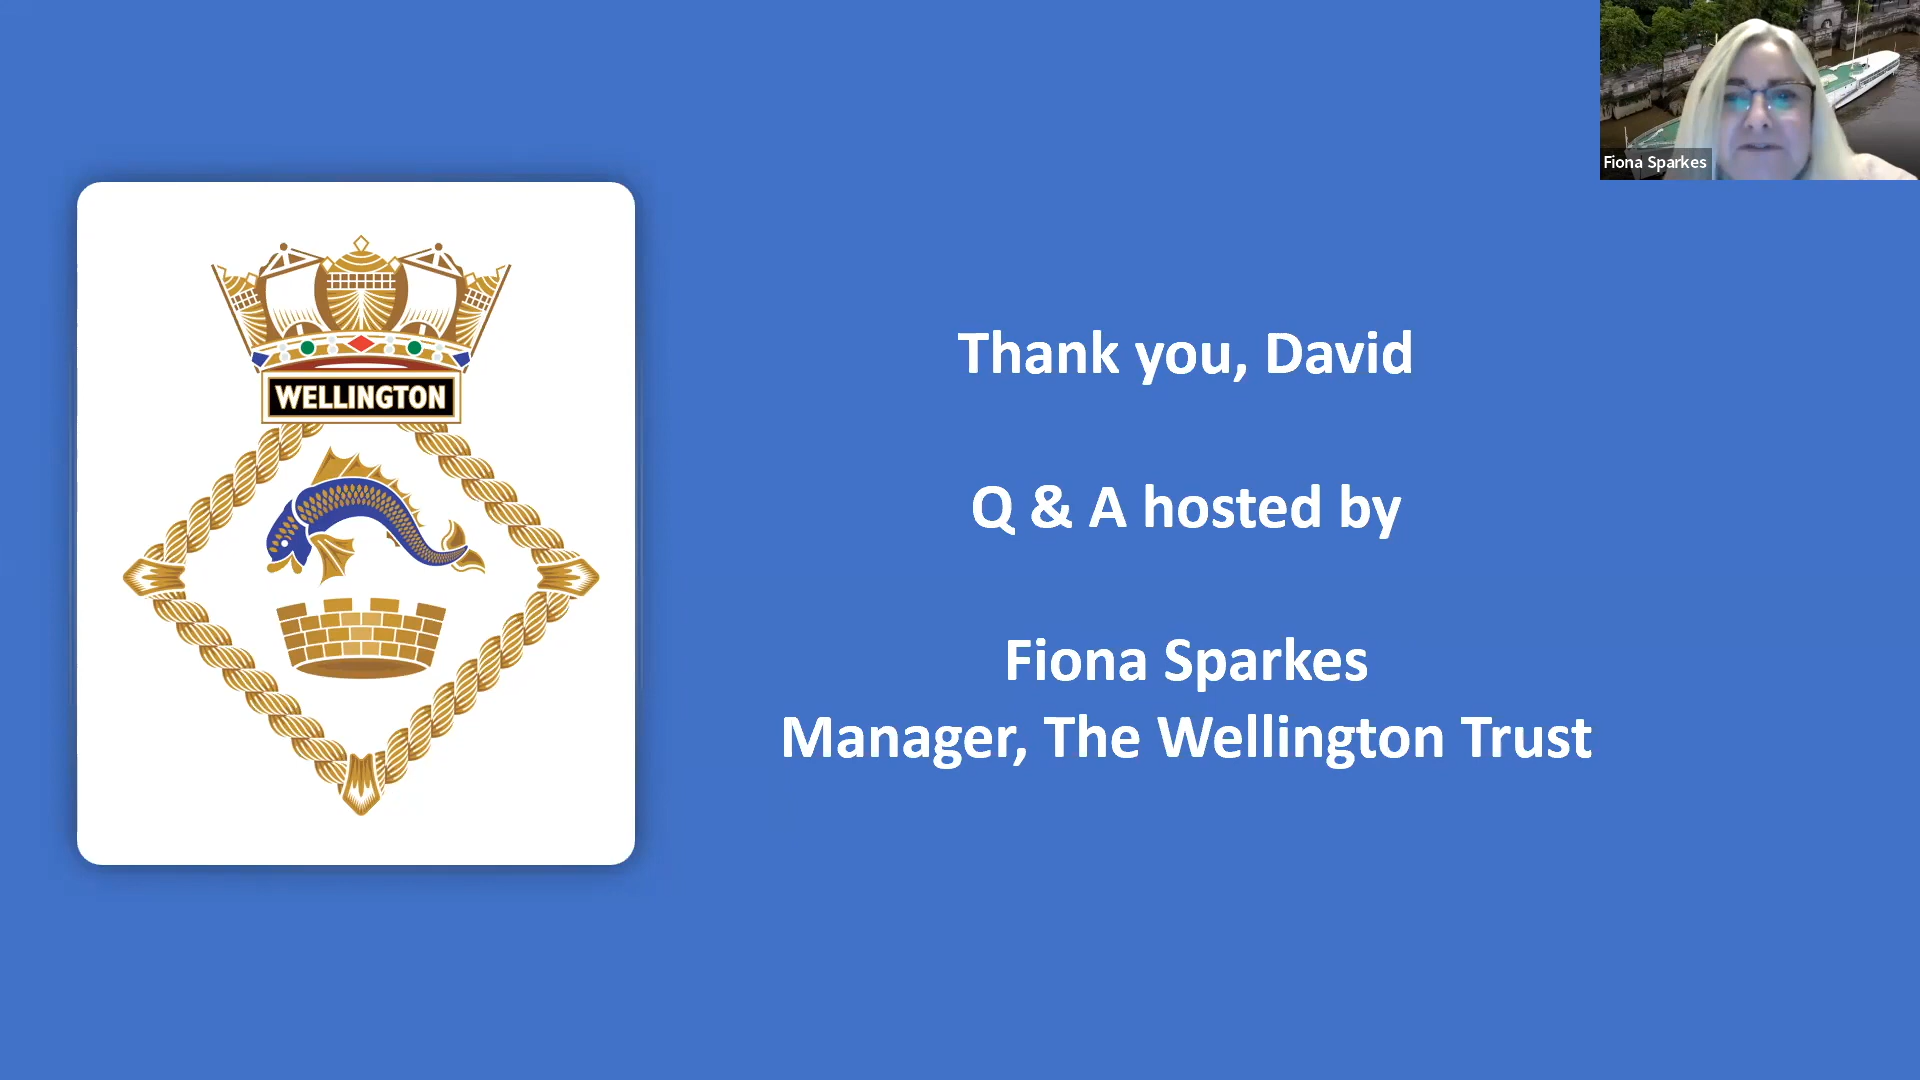 Fiona Sparkes
WELLINGTON
Thank you, David
Q & A hosted by
Fiona Sparkes
Manager, The Wellington Trust